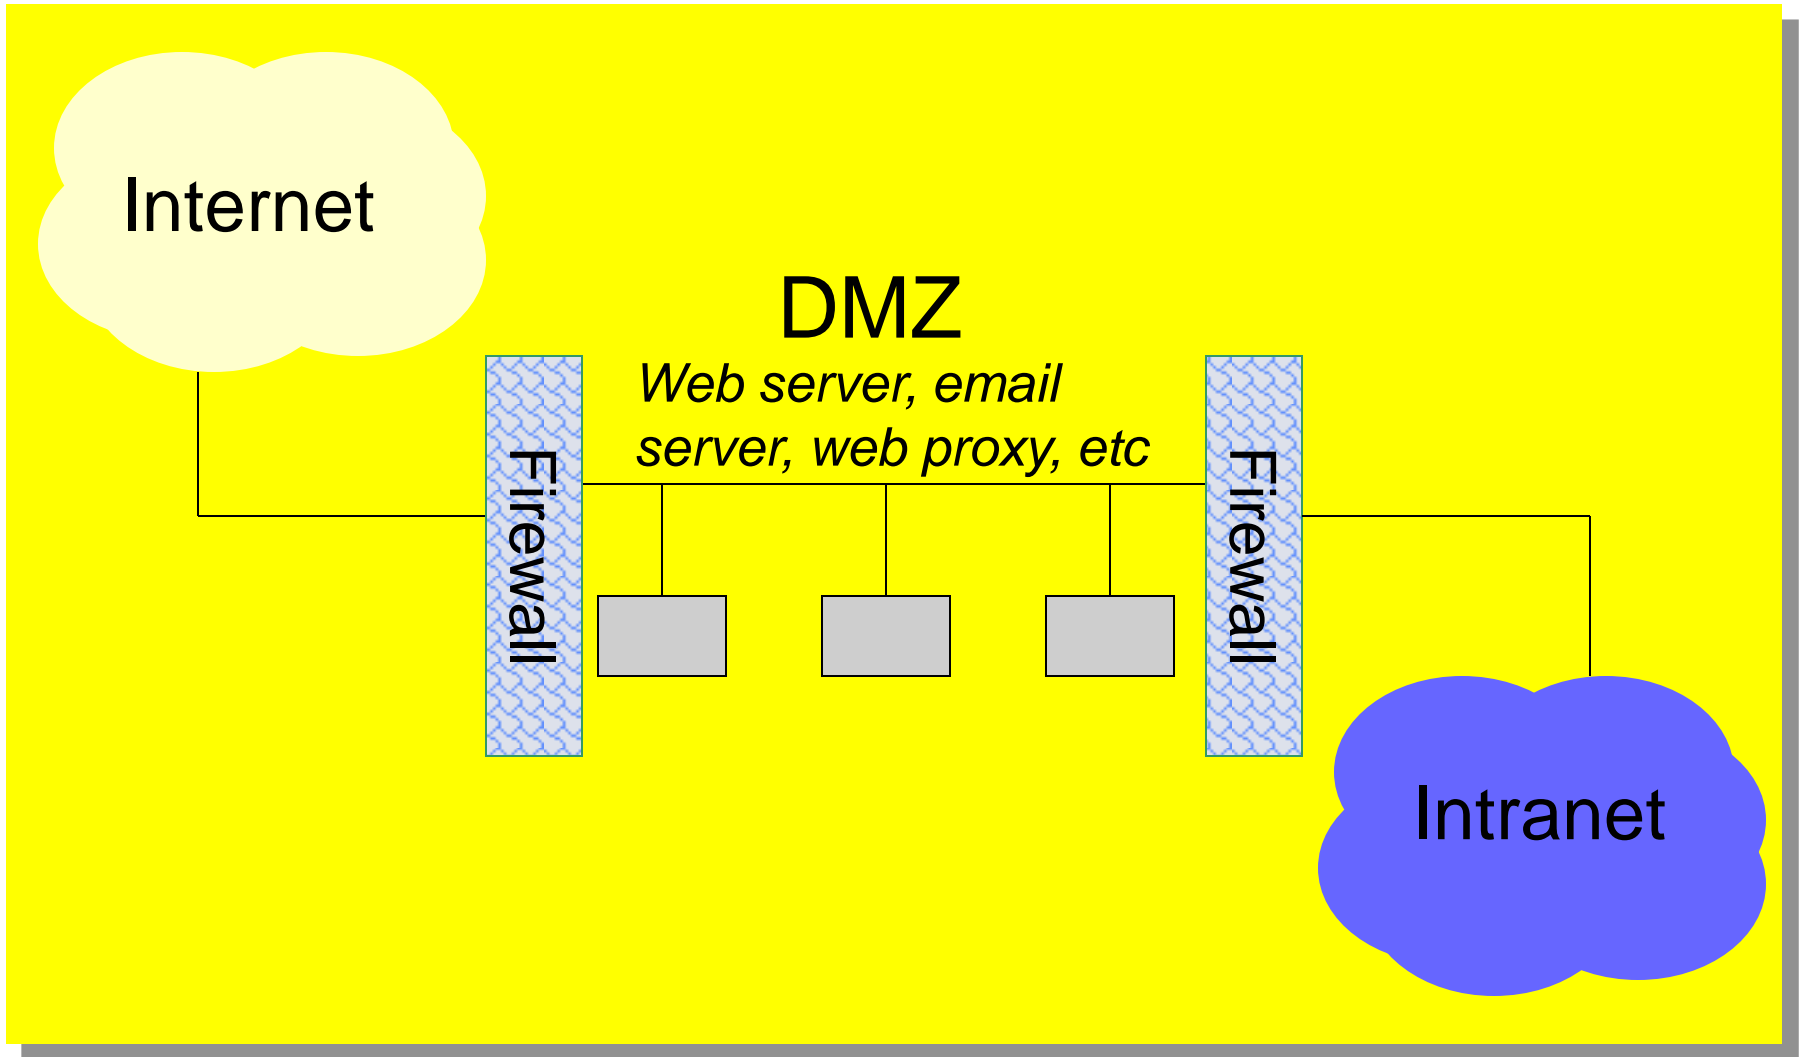 Internet
DMZ
Web server, email
server, web proxy, etc
Firewall
Firewall
Intranet